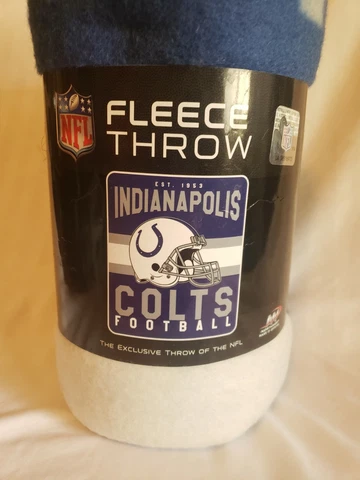 NFL
FLEECE
THROW
EST. 1953
INDIANAPOLIS
COLTS
FOOTBALL
THE EXCLUSIVE THROW OF THE NFL